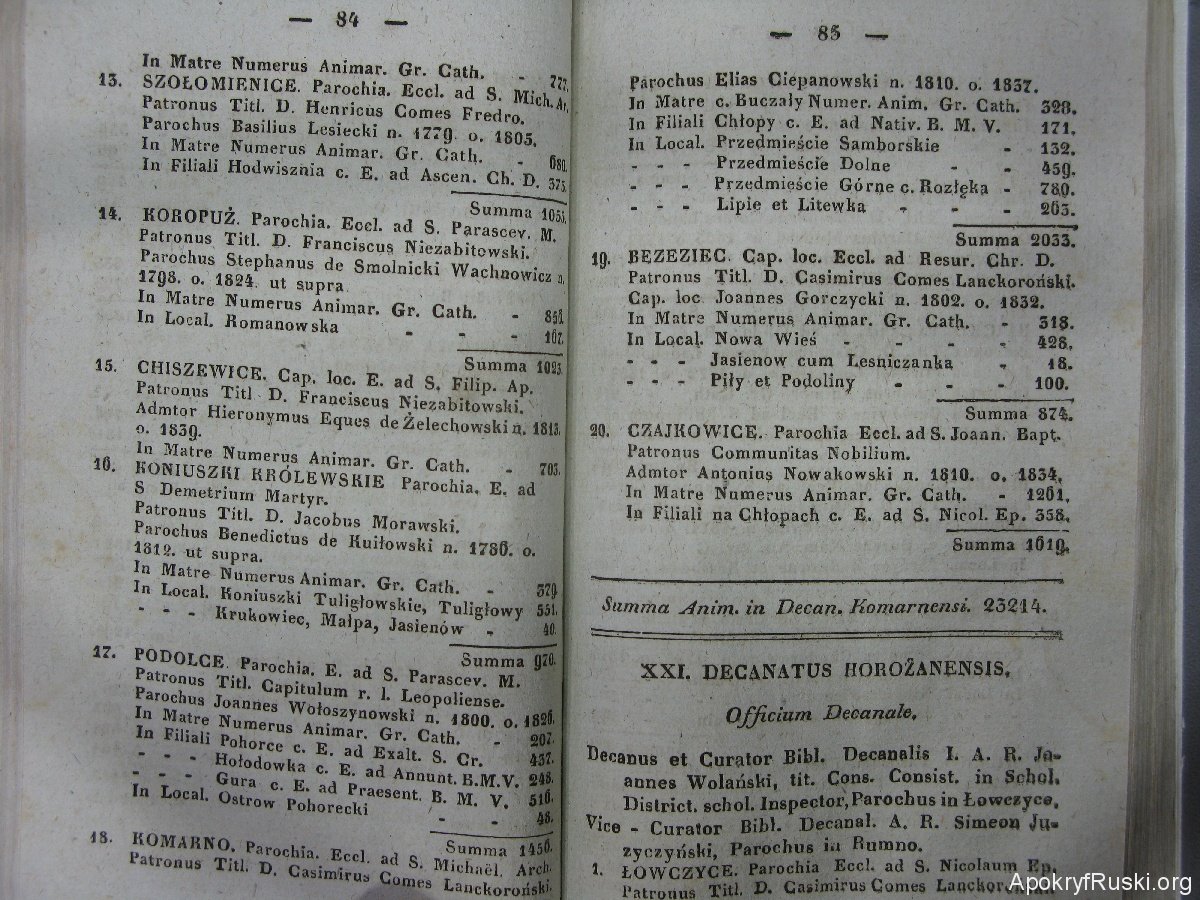 — 84 —
In Matre Numerus Animar. Gr. Cath. - 777.
13. SZOŁOMIENICE. Parochia. Eccl. ad S. Mich. Ar.
Patronus Titl. D. Henricus Comes Fredro.
Parochus Basilius Lesiecki n. 1779. o. 1805.
In Matre Numerus Animar. Gr. Cath. - 680.
In Filiali Hodwisznia c. E. ad Ascen. Ch. D. 375.
Summa 1055.
14. KOROPUŻ. Parochia. Eccl. ad S. Parascev. M.
Patronus Titl. D. Franciscus Niezabitowski.
Parochus Stephanus de Smolnicki Wachnowicz n.
1798. o. 1824. ut supra
In Matre Numerus Animar. Gr. Cath. - 856.
In Local. Romanowska - - - 167.
Summa 1023.
15. CHISZEWICE. Cap. loc. E. ad S. Filip. Ap.
Patronus Titl D. Franciscus Niezabitowski.
Admtor Hieronymus Eques de Żelechowski n. 1813.
o. 1839.
In Matre Numerus Animar. Gr. Cath. - 703.
16. KONIUSZKI KRÓLEWSKIE Parochia. E. ad
S Demetrium Martyr.
Patronus Titl. D. Jacobus Morawski.
Parochus Benedictus de Kuiłowski n. 1786. o.
1812. ut supra.
In Matre Numerus Animar. Gr. Cath. - 379.
In Local. Koniuszki Tuligłowskie, Tuligłowy 551.
- - - Krukowiec, Małpa, Jasienów - 40.
Summa 970.
17. PODOLCE. Parochia. E. ad S. Parascev. M.
Patronus Titl. Capitulum r. l. Leopoliense.
Parochus Joannes Wołoszynowski n. 1800. o. 1826.
In Matre Numerus Animar. Gr. Cath. - 207.
In Filiali Pohorce c. E. ad Exalt. S. Cr. 437.
- - - Hołodowka c. E. ad Annunt. B.M.V. 248.
- - - Gura c. E. ad Praesent. B. M. V. 516.
In Local. Ostrow Pohorecki - - 48.
Summa 1456.
18. KOMARNO. Parochia. Eccl. ad S. Michaël. Arch.
Patronus Titl. D. Casimirus Comes Lanckoroński.
— 85 —
Parochus Elias Ciepanowski n. 1810. o. 1837.
In Matre c. Buczały Numer. Anim. Gr. Cath. 328.
In Filiali Chłopy c. E. ad Nativ. B. M. V. 171.
In Local. Przedmieście Samborskie - 132.
- - - Przedmieście Dolne - - 459.
- - - Przedmieście Górne c. Rozłęka - 780.
- - - Lipie et Litewka - - - 263.
Summa 2033.
19. BEZEZIEC. Cap. loc. Eccl. ad Resur. Chr. D.
Patronus Titl. D. Casimirus Comes Lanckoroński.
Cap. loc Joannes Gorczycki n. 1802. o. 1832.
In Matre Numerus Animar. Gr. Cath. - 318.
In Local. Nowa Wieś - - - - 428.
- - - Jasienow cum Lesniczanka - 18.
- - - Piły et Podoliny - - - 100.
Summa 874.
20. CZAJKOWICE. Parochia Eccl. ad S. Joann. Bapt.
Patronus Communitas Nobilium.
Admtor Antonius Nowakowski n. 1810. o. 1834.
In Matre Numerus Animar. Gr. Cath. - 1261.
In Filiali na Chłopach c. E. ad S. Nicol. Ep. 358.
Summa 1619.
Summa Anim. in Decan. Komarnensi. 23214.
XXI. DECANATUS HOROŻANENSIS.
Officium Decanale.
Decanus et Curator Bibl. Decanalis I. A. R. Jo-
annes Wolański, tit. Cons. Consist. in Schol.
District. schol. Inspector, Parochus in Łowczyce.
Vice - Curator Bibl. Decanal. A. R. Simeon Ju-
zyczyński, Parochus in Rumno.
1. ŁOWCZYCE. Parochia Eccl. ad S. Nicolaum Ep.
Patronus Titl. D. Casimirus Comes Lanckoroński
ApokryfRuski.org